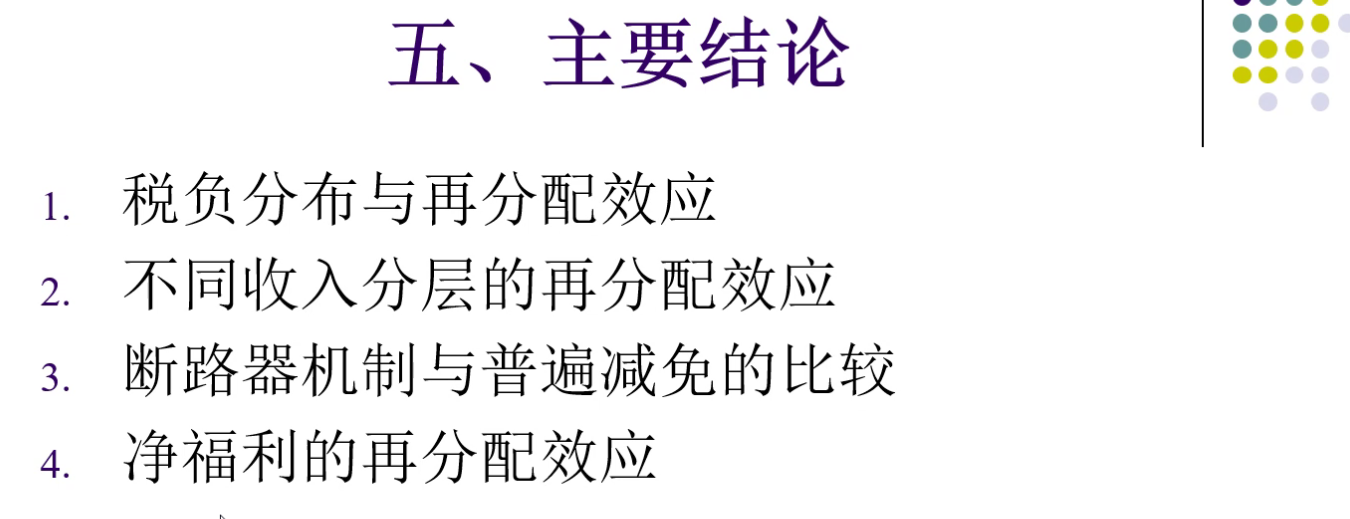 五、主要结论
1. 税负分布与再分配效应
2. 不同收入分层的再分配效应
3. 断路器机制与普遍减免的比较
4. 净福利的再分配效应